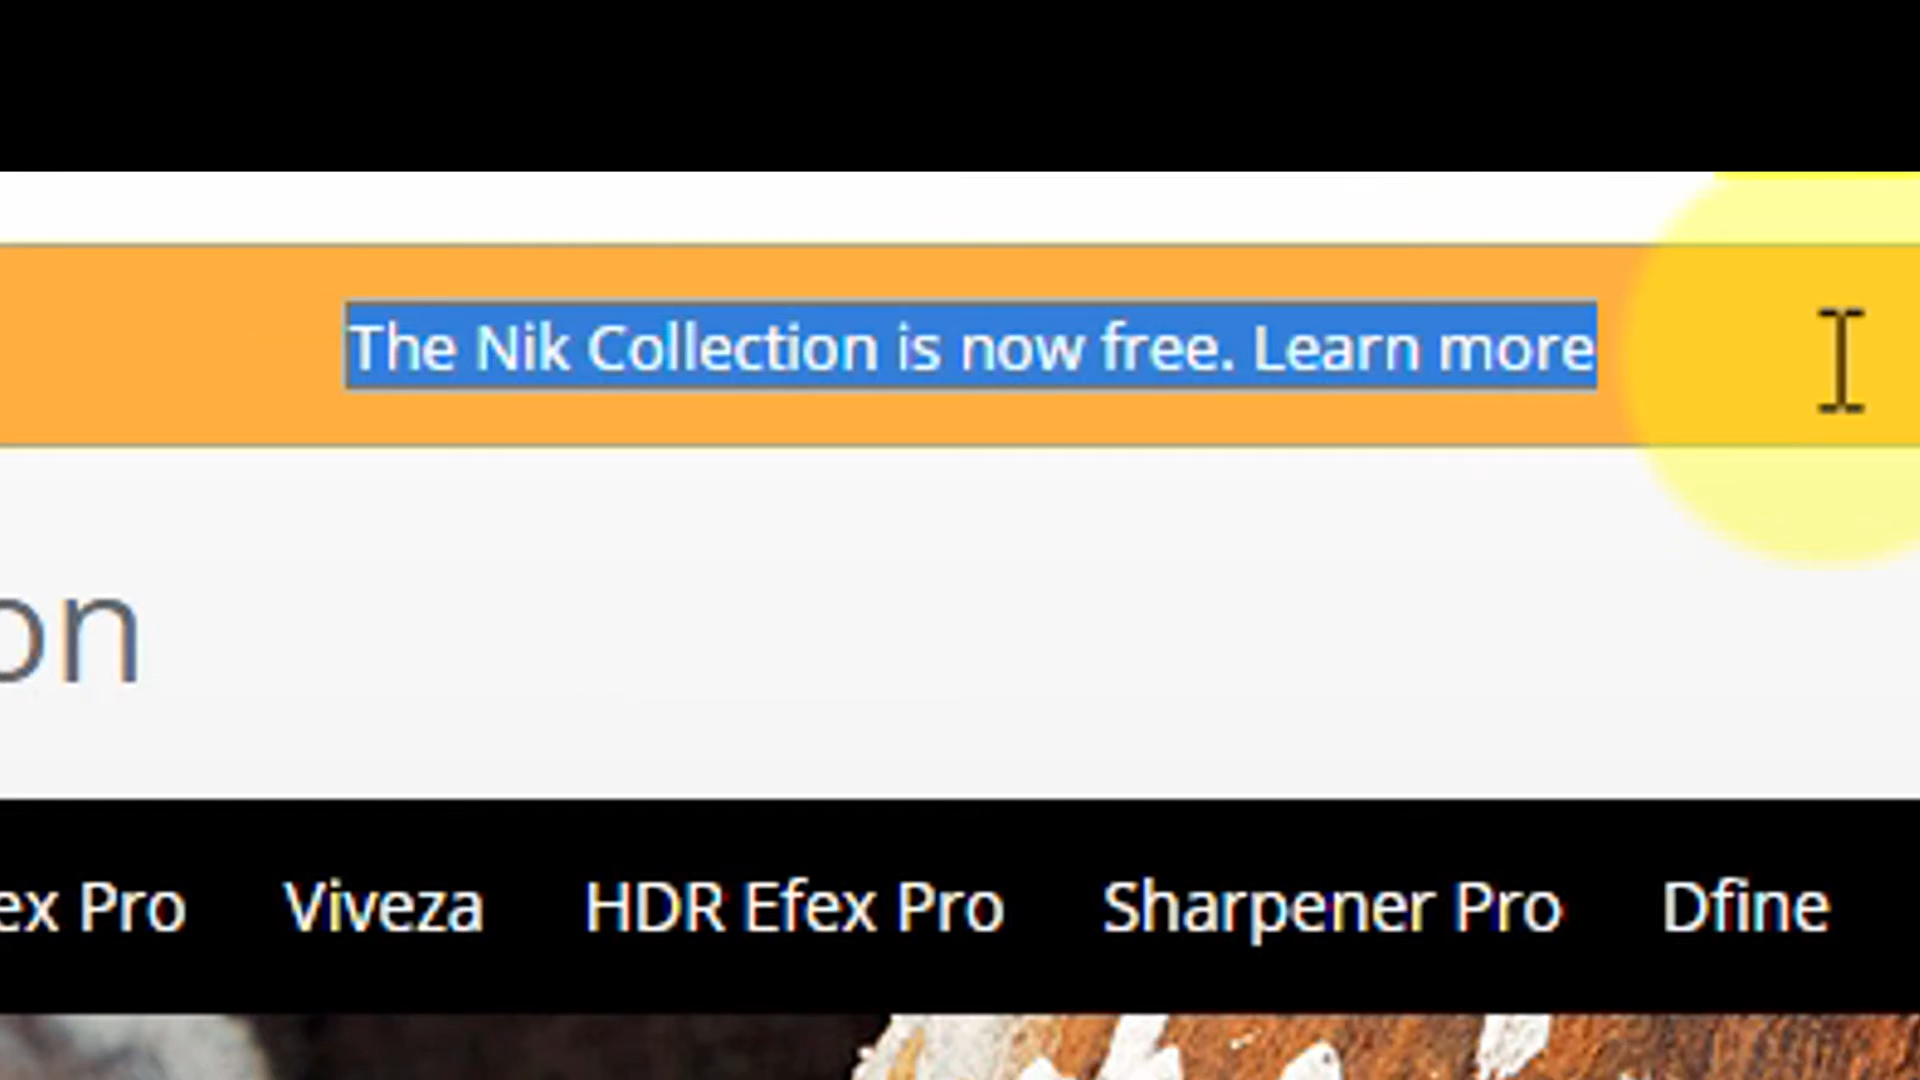 The Nik Collection is now free. Learn more
on
ex Pro Viveza HDR Efex Pro Sharpener Pro Dfine